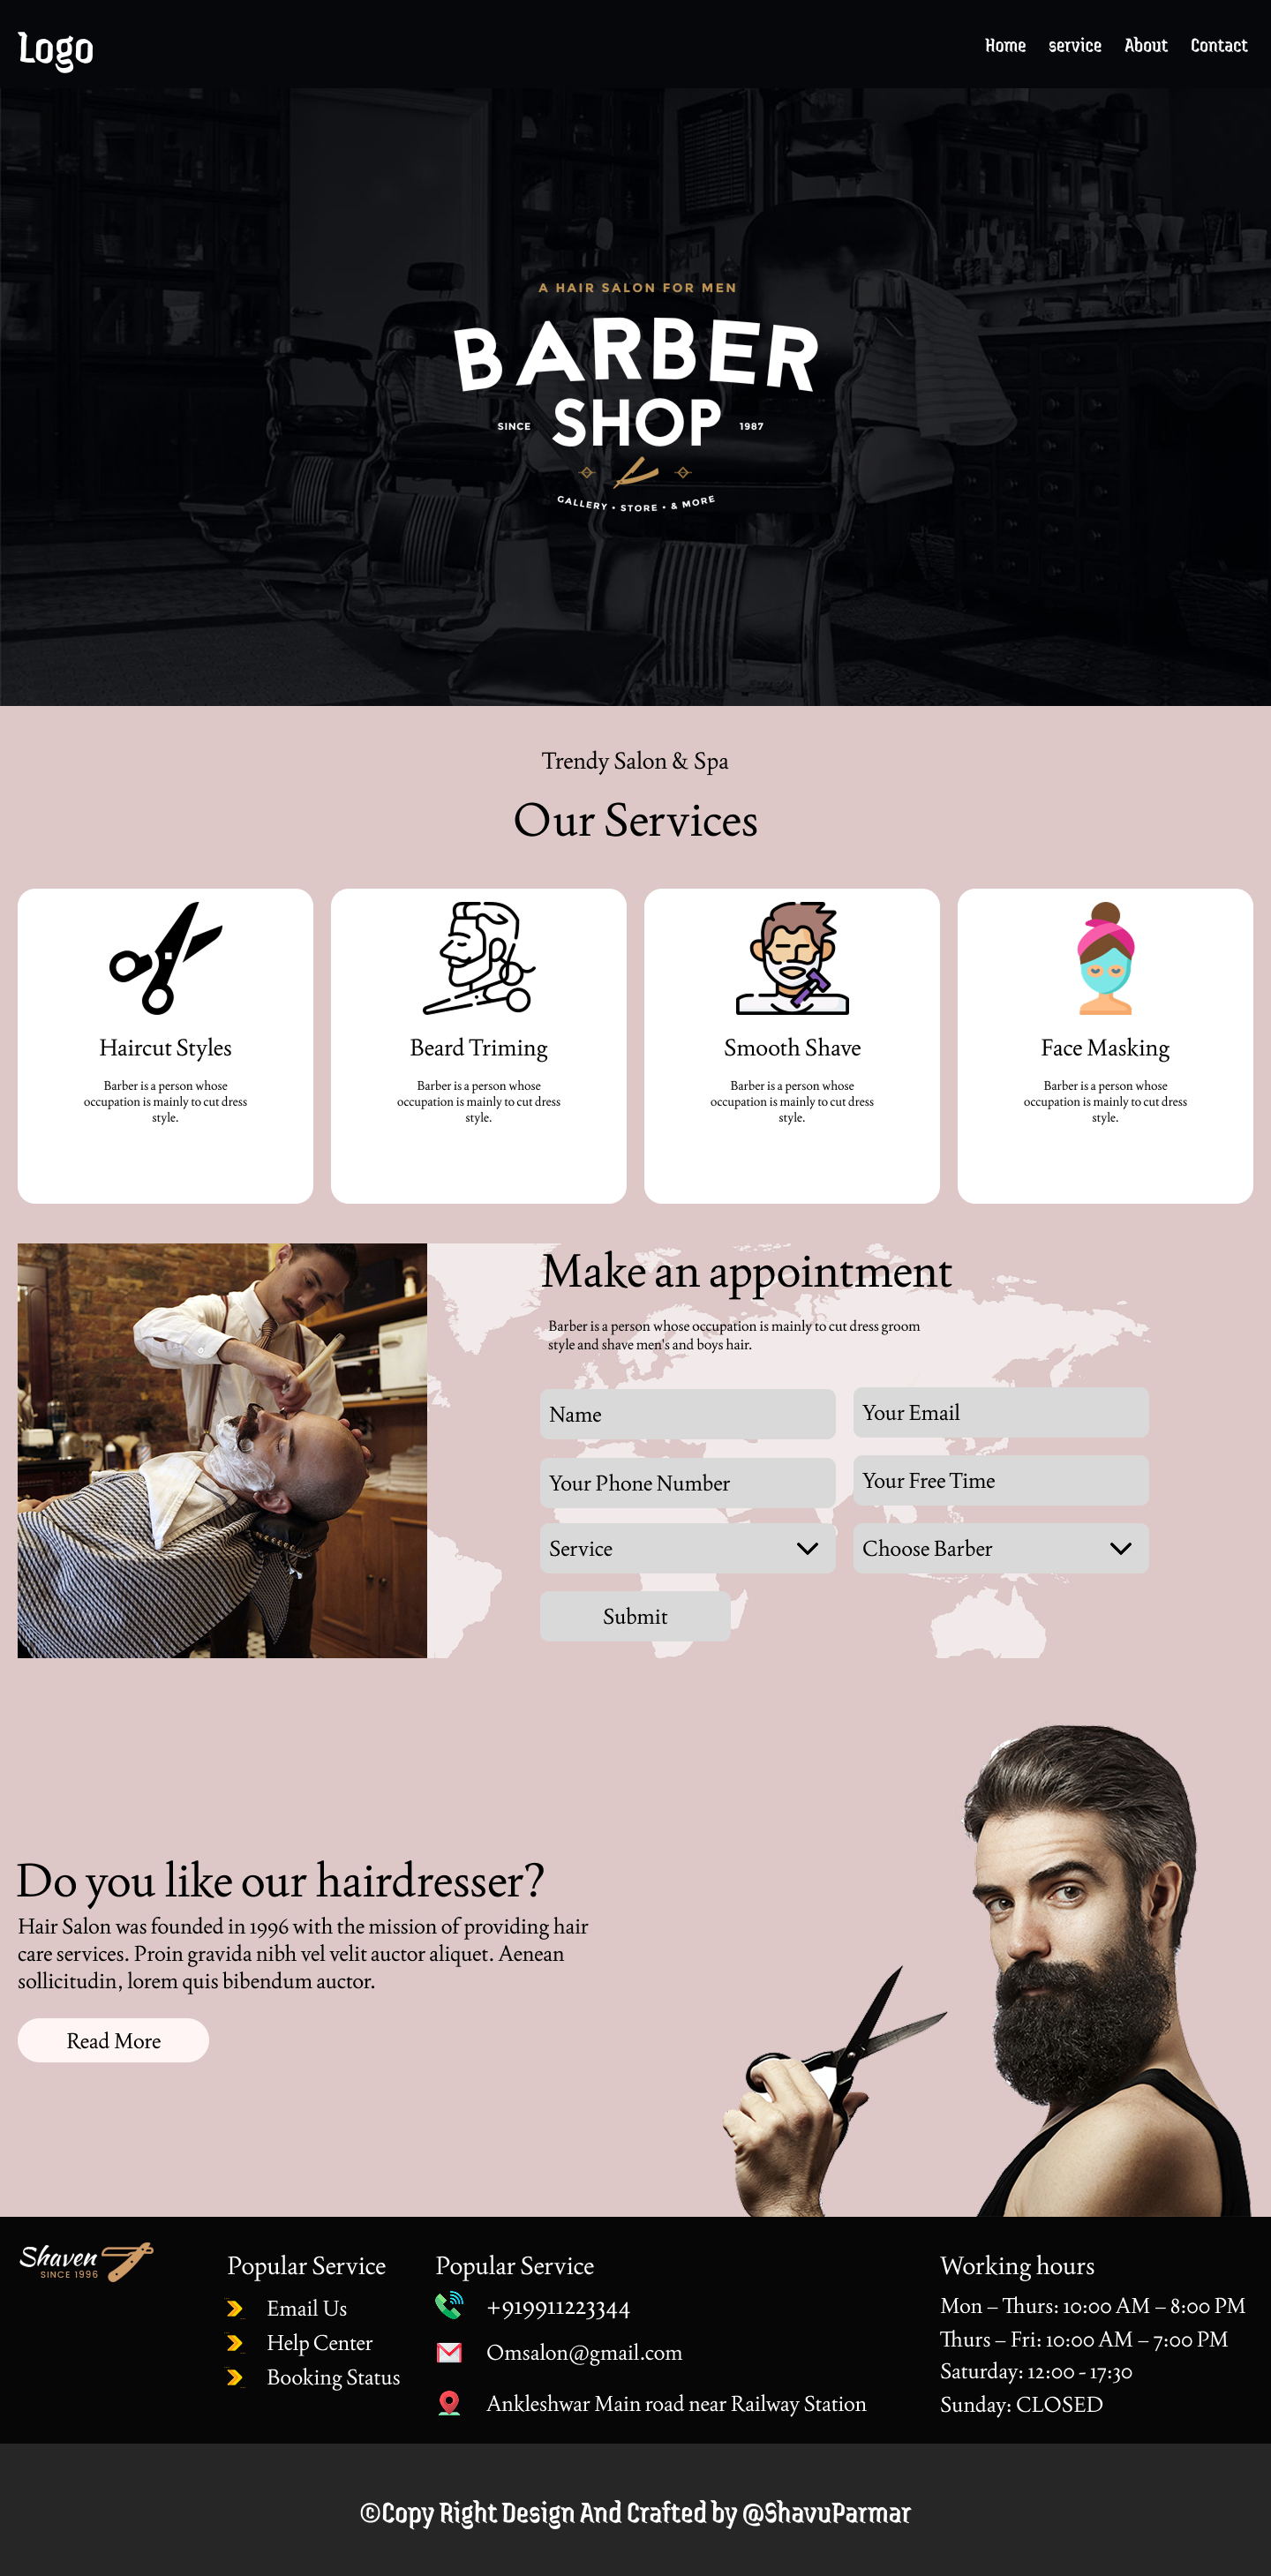 Logo
Home service About Contact
A HAIR SALON FOR MEN
BARBER
SINCE SHOP 1987
GALLERY • STORE • & MORE
Trendy Salon & Spa
Our Services
Haircut Styles
Barber is a person whose
occupation is mainly to cut dress
style.
Beard Triming
Barber is a person whose
occupation is mainly to cut dress
style.
Smooth Shave
Barber is a person whose
occupation is mainly to cut dress
style.
Face Masking
Barber is a person whose
occupation is mainly to cut dress
style.
Make an appointment
Barber is a person whose occupation is mainly to cut dress groom
style and shave men's and boys hair.
Name
Your Email
Your Phone Number
Your Free Time
Service
Choose Barber
Submit
Do you like our hairdresser?
Hair Salon was founded in 1996 with the mission of providing hair
care services. Proin gravida nibh vel velit auctor aliquet. Aenean
sollicitudin, lorem quis bibendum auctor.
Read More
Shaven
SINCE 1996
Popular Service
Email Us
Help Center
Booking Status
Popular Service
+919911223344
Omsalon@gmail.com
Ankleshwar Main road near Railway Station
Working hours
Mon – Thurs: 10:00 AM – 8:00 PM
Thurs – Fri: 10:00 AM – 7:00 PM
Saturday: 12:00 - 17:30
Sunday: CLOSED
©Copy Right Design And Crafted by @ShavuParmar